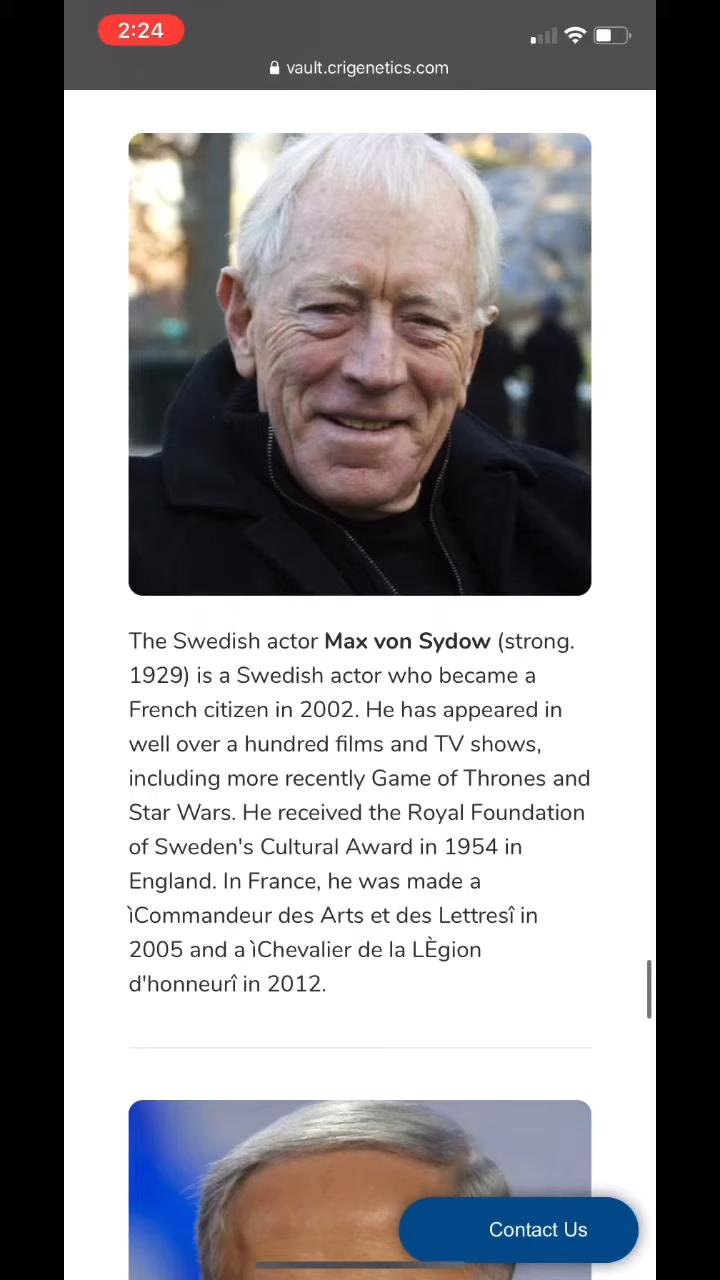 2:24
vault.crigenetics.com
The Swedish actor Max von Sydow (strong.
1929) is a Swedish actor who became a
French citizen in 2002. He has appeared in
well over a hundred films and TV shows,
including more recently Game of Thrones and
Star Wars. He received the Royal Foundation
of Sweden's Cultural Award in 1954 in
England. In France, he was made a
ìCommandeur des Arts et des Lettresî in
2005 and a ìChevalier de la LÈgion
d'honneurî in 2012.
Contact Us